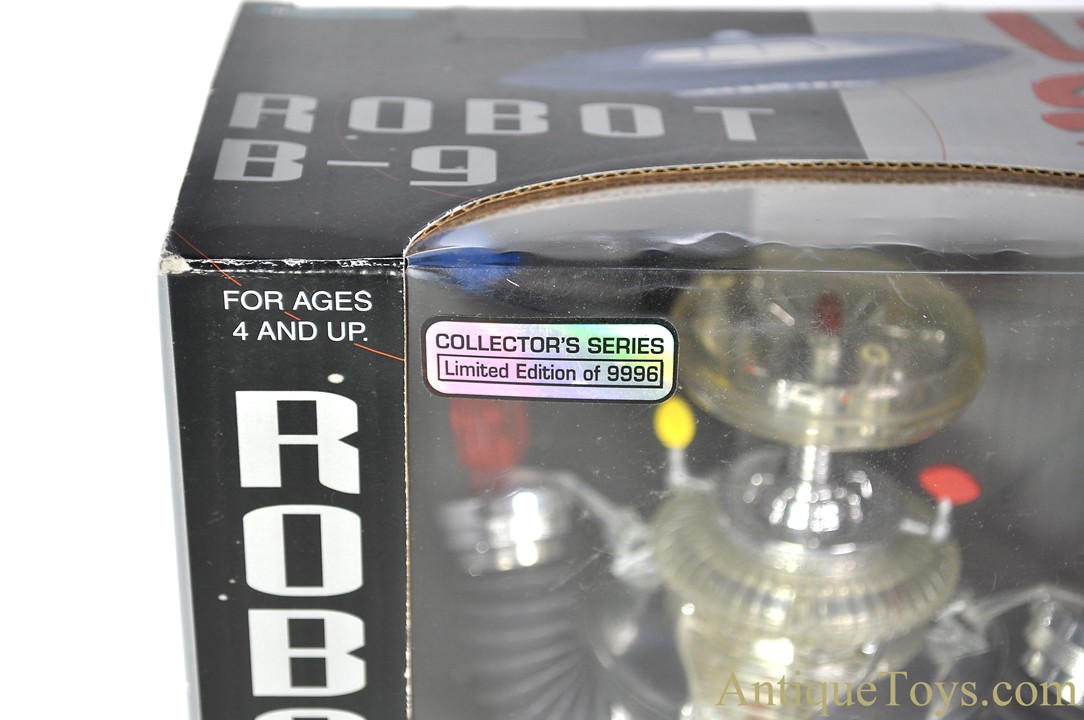 ROBOT
B-9
FOR AGES
4 AND UP.
COLLECTOR'S SERIES
Limited Edition of 9996
ROBO
AntiqueToys.com